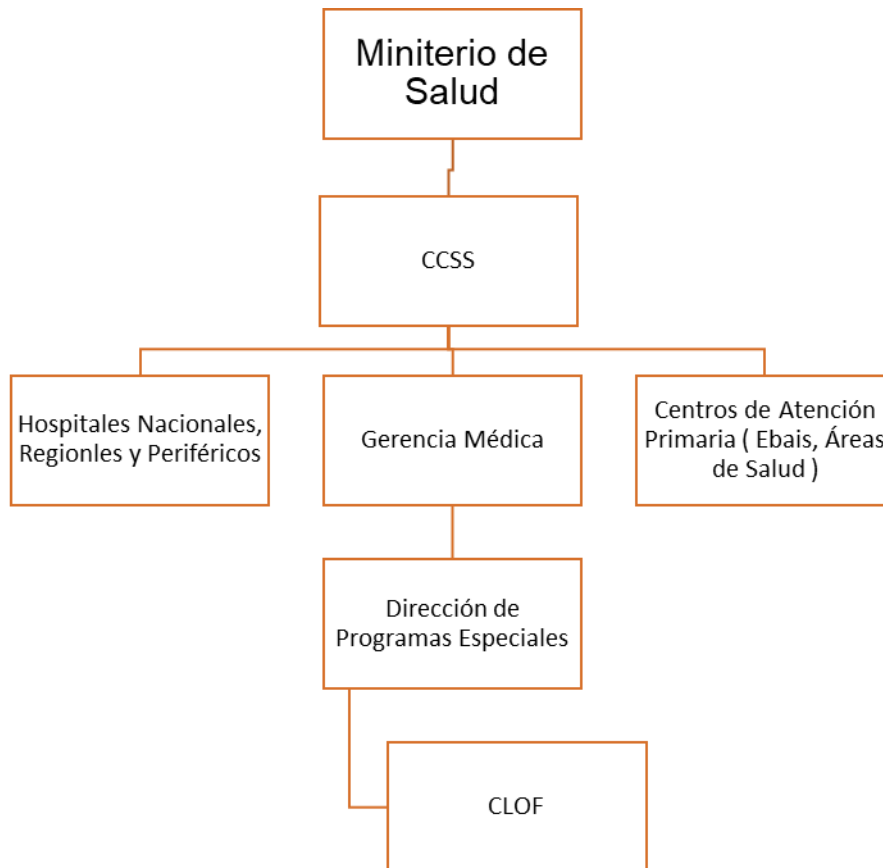 Miniterio de
Salud
CCSS
Hospitales Nacionales,
Regionles y Periféricos
Gerencia Médica
Centros de Atención
Primaria ( Ebais, Áreas
de Salud )
Dirección de
Programas Especiales
CLOF